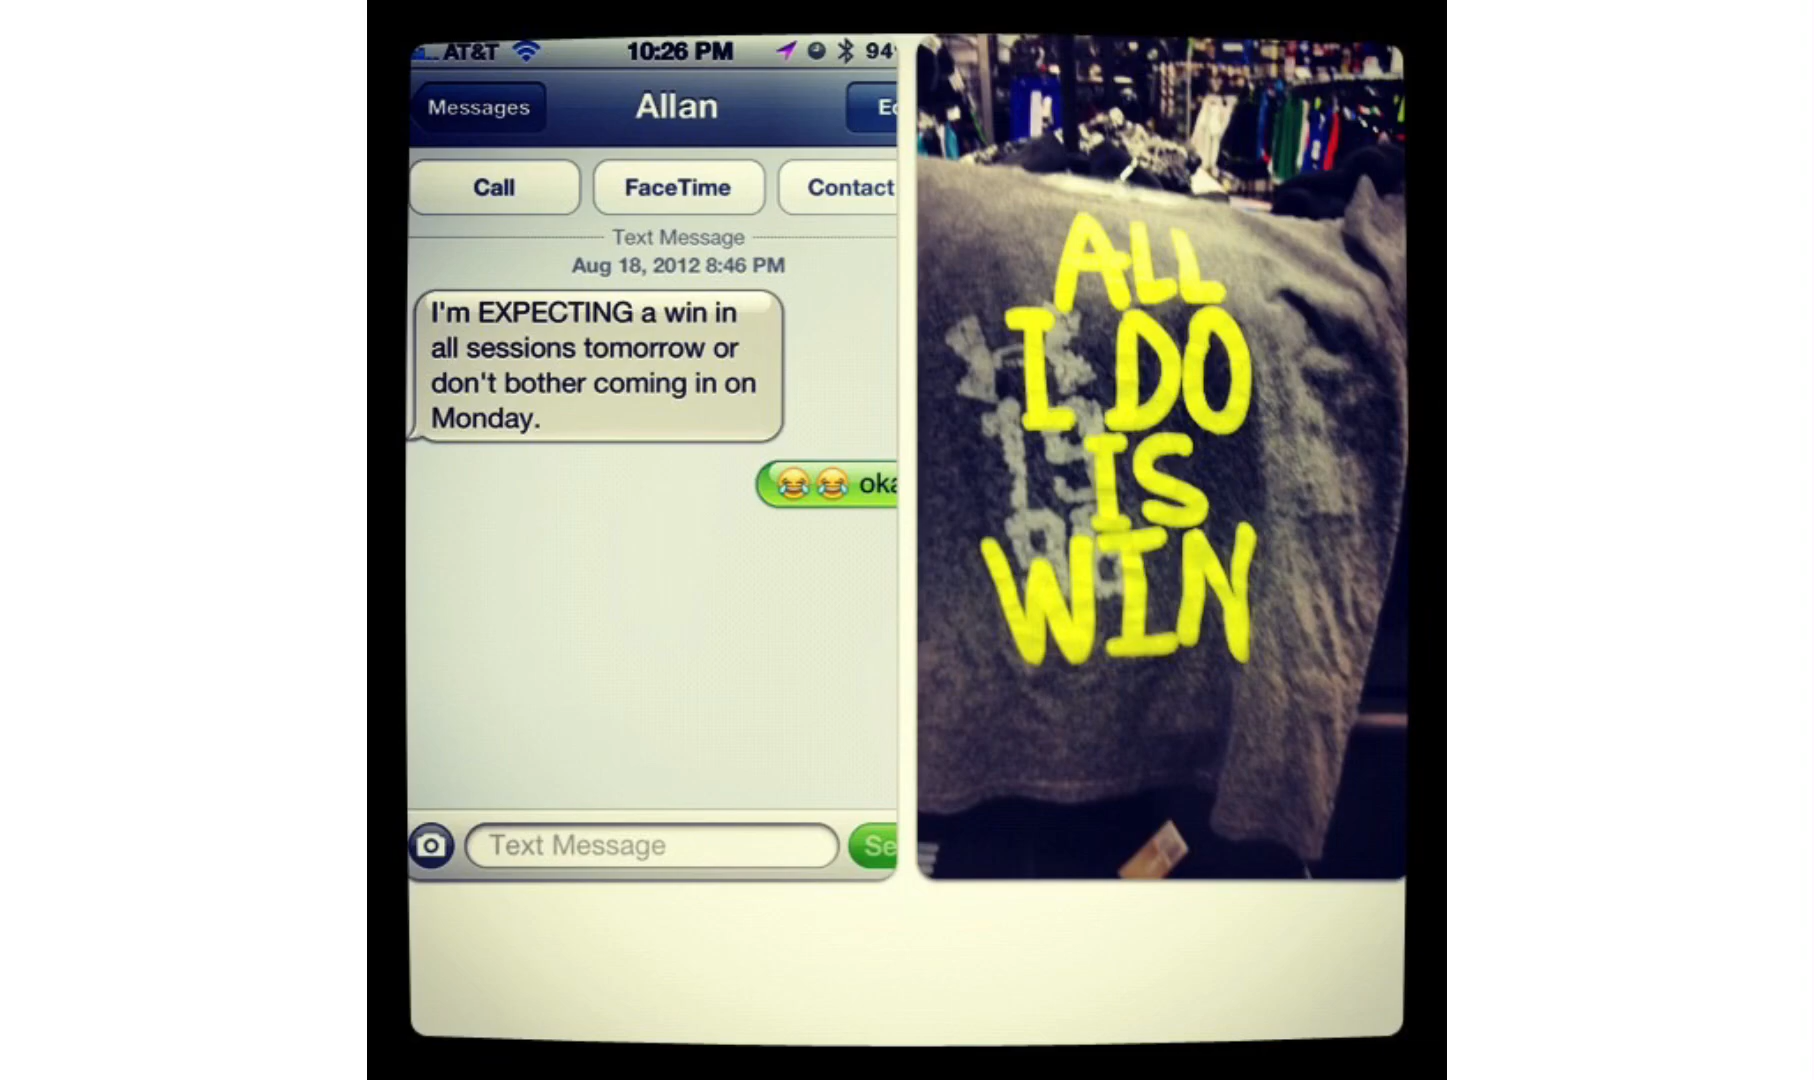 AT&T 10:26 PM 94
Messages Allan
Call FaceTime Contact
Text Message
Aug 18, 2012 8:46 PM
I'm EXPECTING a win in
all sessions tomorrow or
don't bother coming in on
Monday.
😂😂
Text Message
ALL
I DO
IS
WIN